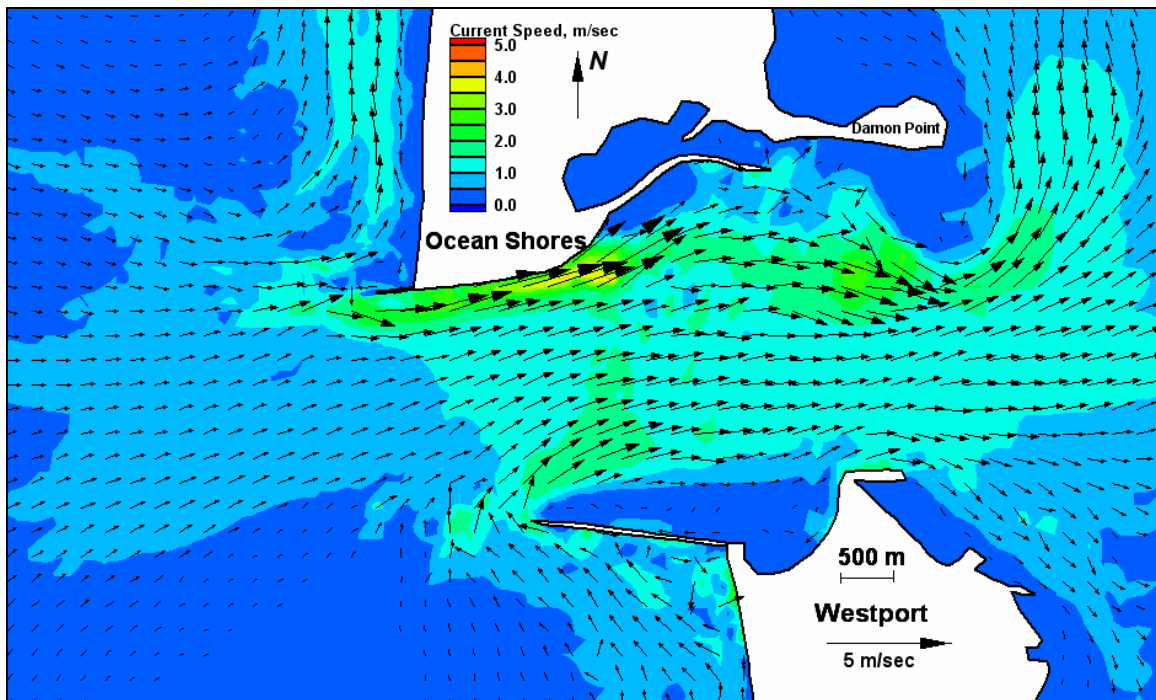 Current Speed, m/sec
5.0
4.0
3.0
2.0
1.0
0.0
N
Damon Point
Ocean Shores
500 m
Westport
5 m/sec